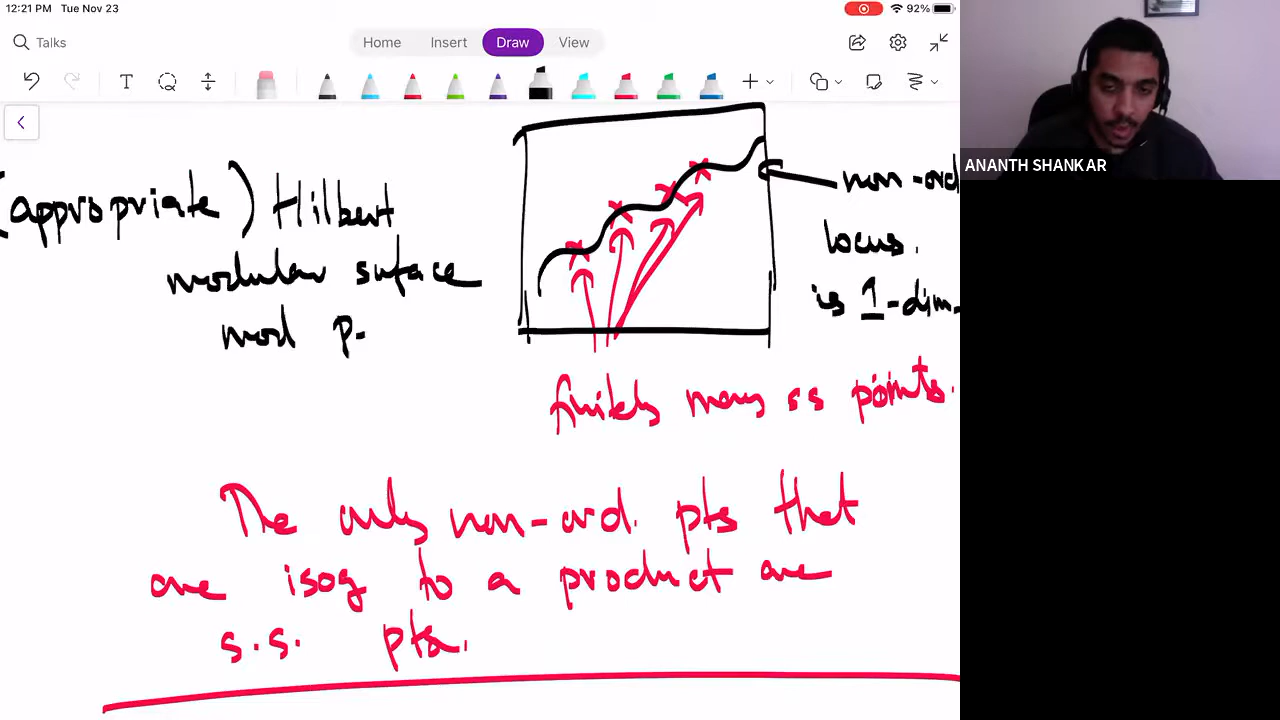 12:21 PM Tue Nov 23
92%
Talks
Home Insert Draw View
ANANTH SHANKAR
(appropriate) Hilbert
modular surface
mod p.
non-ord
locus.
is 1-dim.
finitely many ss points.
The only non-ord. pts that
are isog to a product are
s.s. pts.